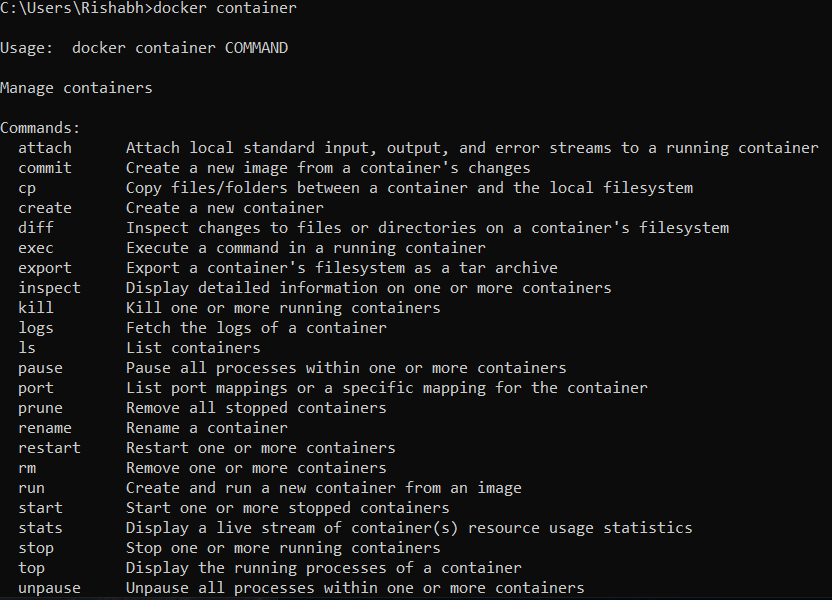 C:\Users\Rishabh>docker container
Usage:  docker container COMMAND
Manage containers
Commands:
  attach      Attach local standard input, output, and error streams to a running container
  commit      Create a new image from a container's changes
  cp          Copy files/folders between a container and the local filesystem
  create      Create a new container
  diff        Inspect changes to files or directories on a container's filesystem
  exec        Execute a command in a running container
  export      Export a container's filesystem as a tar archive
  inspect     Display detailed information on one or more containers
  kill        Kill one or more running containers
  logs        Fetch the logs of a container
  ls          List containers
  pause       Pause all processes within one or more containers
  port        List port mappings or a specific mapping for the container
  prune       Remove all stopped containers
  rename      Rename a container
  restart     Restart one or more containers
  rm          Remove one or more containers
  run         Create and run a new container from an image
  start       Start one or more stopped containers
  stats       Display a live stream of container(s) resource usage statistics
  stop        Stop one or more running containers
  top         Display the running processes of a container
  unpause     Unpause all processes within one or more containers